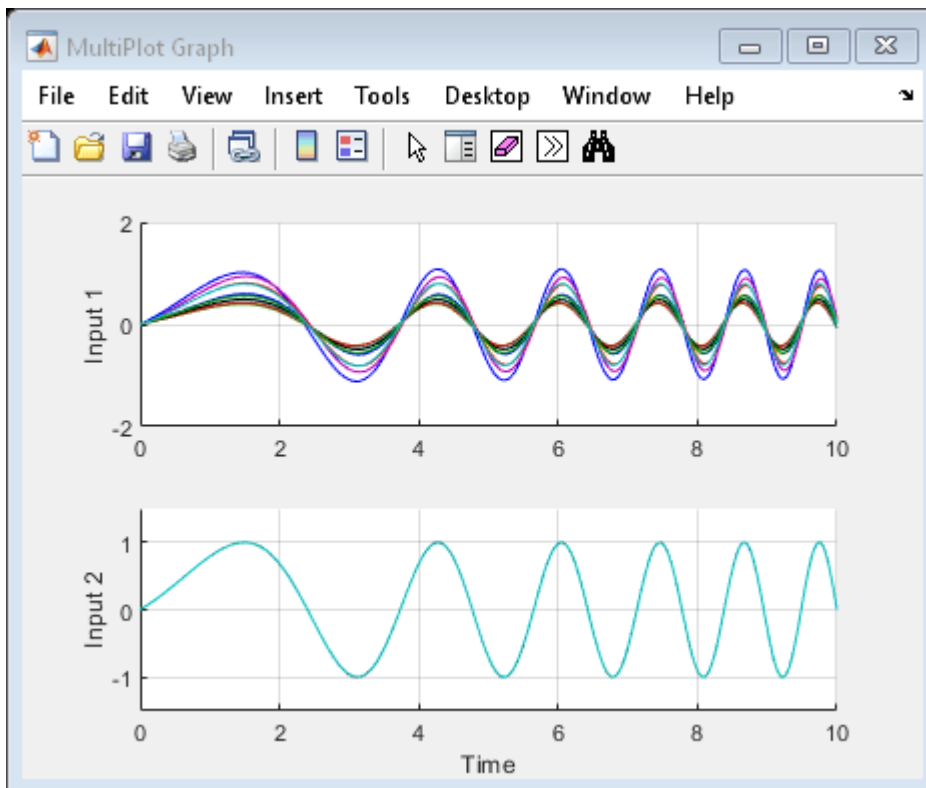 MultiPlot Graph
File Edit View Insert Tools Desktop Window Help
2
0
-2
Input 1
0 2 4 6 8 10
1
0
-1
Input 2
0 2 4 6 8 10
Time